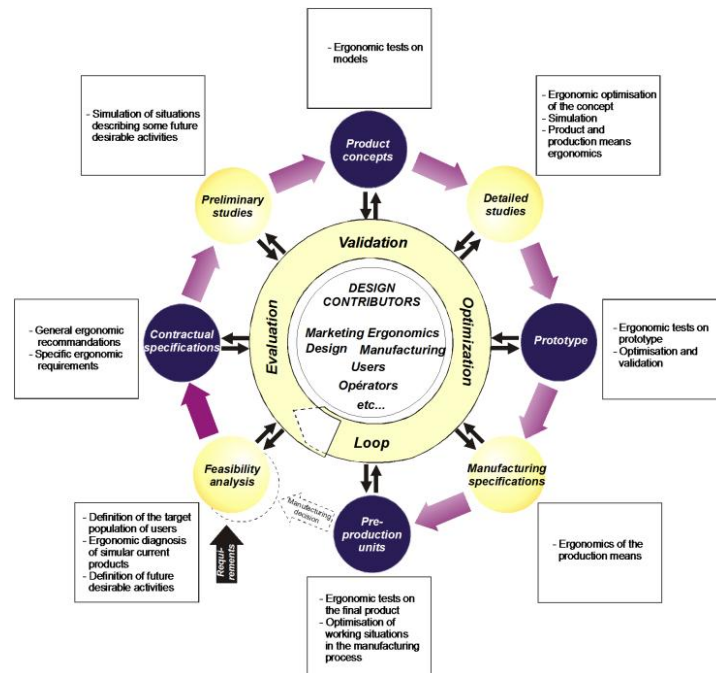 - Ergonomic tests on
models
- Simulation of situations
describing some future
desirable activities
- Ergonomic optimisation
of the concept
- Simulation
- Product and
production means
ergonomics
Product
concepts
Preliminary
studies
Detailed
studies
Validation
Evaluation
Optimization
Loop
DESIGN
CONTRIBUTORS
Marketing Ergonomics
Design Manufacturing
Users
Opérators
etc...
- General ergonomic
recommandations
- Specific ergonomic
requirements
Contractual
specifications
Prototype
- Ergonomic tests on
prototype
- Optimisation and
validation
Feasibility
analysis
Manufacturing
specifications
Manufacturing
decision
Pre-
production
units
- Definition of the target
population of users
- Ergonomic diagnosis
of simular current
products
- Definition of future
desirable activities
Requi-
rements
- Ergonomics of the
production means
- Ergonomic tests on
the final product
- Optimisation of
working situations
in the manufacturing
process